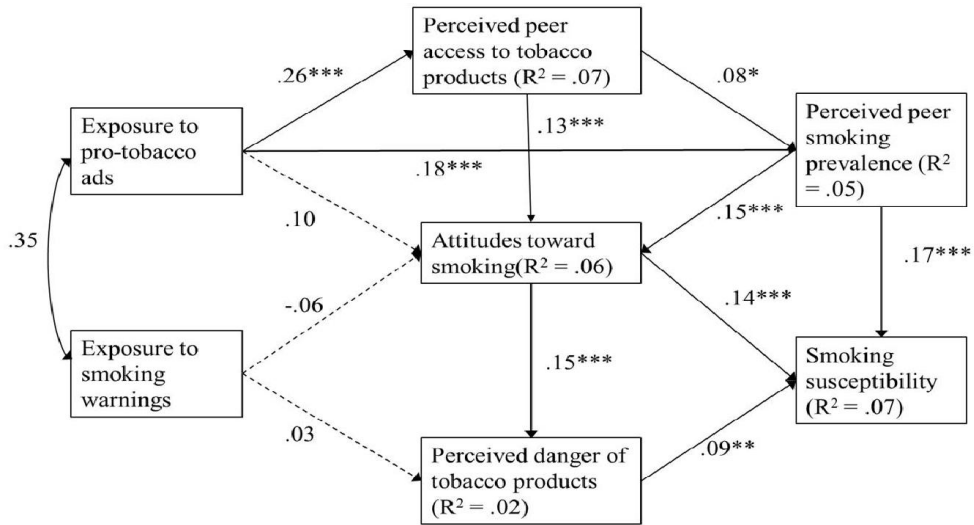 Perceived peer
access to tobacco
products (R² = .07)
.26***
.08*
Exposure to
pro-tobacco
ads
.13***
Perceived peer
smoking
prevalence (R²
= .05)
.18***
.10
.15***
.35
Attitudes toward
smoking(R² = .06)
.17***
-.06
.14***
Exposure to
smoking
warnings
.15***
Smoking
susceptibility
(R² = .07)
.03
.09**
Perceived danger of
tobacco products
(R² = .02)